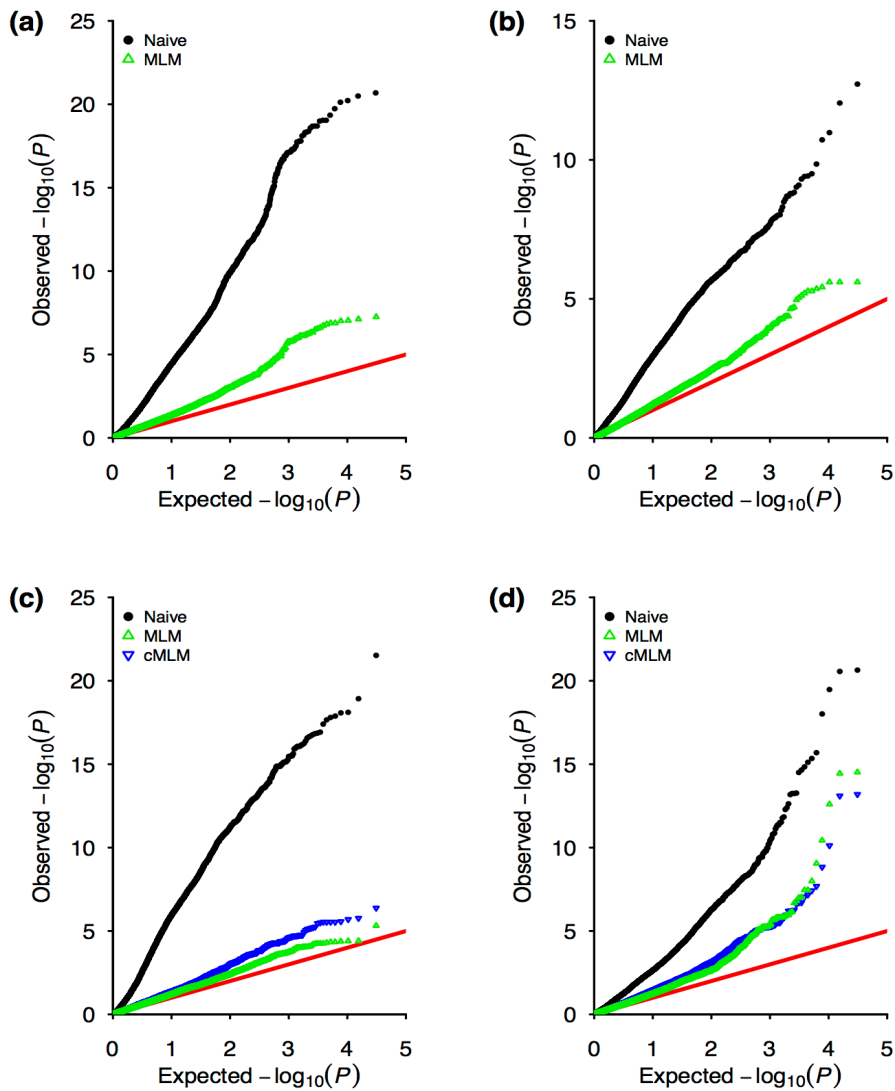 (a)
25
20
15
10
5
0
Observed −log10(P)
Naive
MLM
0 1 2 3 4 5
Expected −log10(P)
(b)
15
10
5
0
Observed −log10(P)
Naive
MLM
0 1 2 3 4 5
Expected −log10(P)
(c)
25
20
15
10
5
0
Observed −log10(P)
Naive
MLM
cMLM
0 1 2 3 4 5
Expected −log10(P)
(d)
25
20
15
10
5
0
Observed −log10(P)
Naive
MLM
cMLM
0 1 2 3 4 5
Expected −log10(P)